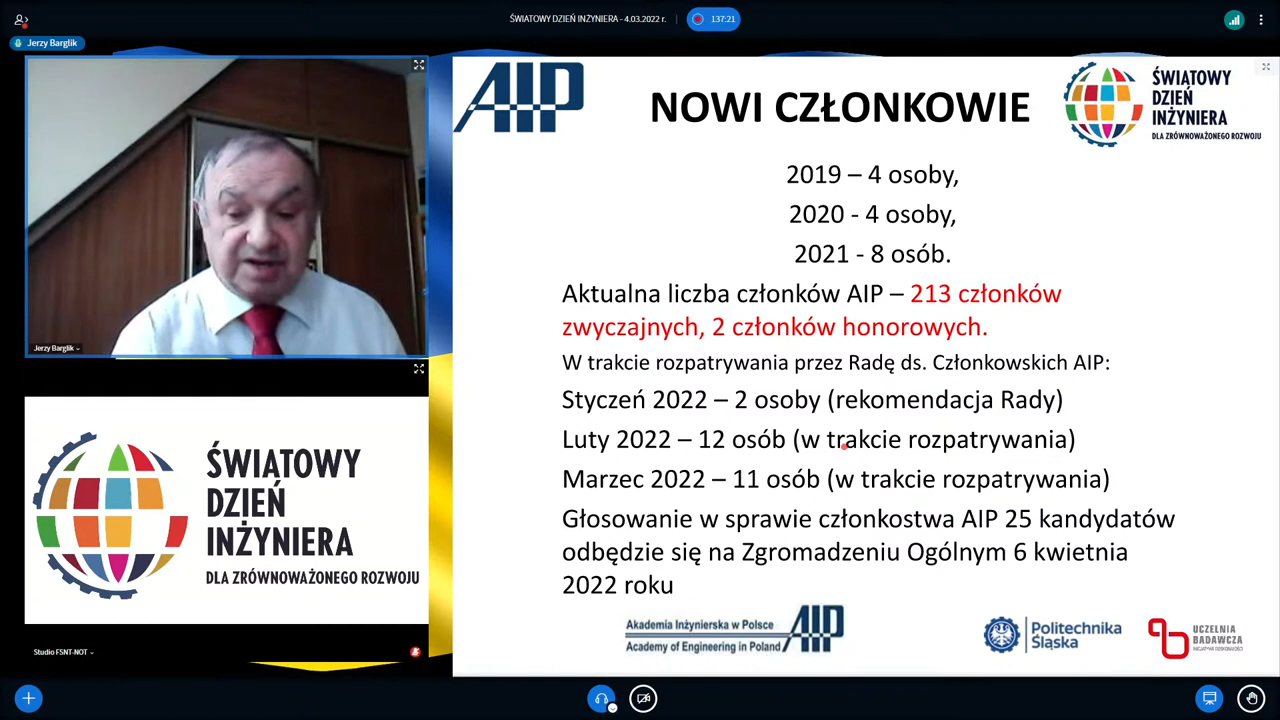 ŚWIATOWY DZIEŃ INŻYNIERA - 4.03.2022 r.
137:21
Jerzy Barglik
Jerzy Barglik
ŚWIATOWY
DZIEŃ
INŻYNIERA
DLA ZRÓWNOWAŻONEGO ROZWOJU
Studio FSNT-NOT
AIP
NOWI CZŁONKOWIE
ŚWIATOWY
DZIEŃ
INŻYNIERA
DLA ZRÓWNOWAŻONEGO ROZWOJU
2019 – 4 osoby,
2020 - 4 osoby,
2021 - 8 osób.
Aktualna liczba członków AIP – 213 członków
zwyczajnych, 2 członków honorowych.
W trakcie rozpatrywania przez Radę ds. Członkowskich AIP:
Styczeń 2022 – 2 osoby (rekomendacja Rady)
Luty 2022 – 12 osób (w trakcie rozpatrywania)
Marzec 2022 – 11 osób (w trakcie rozpatrywania)
Głosowanie w sprawie członkostwa AIP 25 kandydatów
odbędzie się na Zgromadzeniu Ogólnym 6 kwietnia
2022 roku
Akademia Inżynierska w Polsce
Academy of Engineering in Poland
AIP
Politechnika
Śląska
UCZELNIA
BADAWCZA
INICJATYWA DOSKONAŁOŚCI